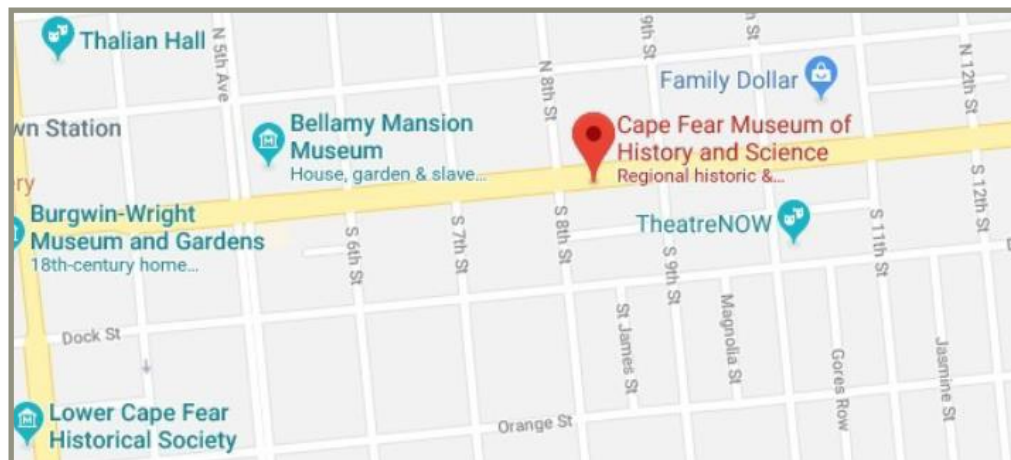 Thalian Hall
N 5th Ave
N 8th St
9th St
h St
N 12th St
Family Dollar
wn Station
Bellamy Mansion
Museum
House, garden & slave...
Cape Fear Museum of
History and Science
Regional historic &...
ry
Burgwin-Wright
Museum and Gardens
18th-century home...
S 6th St
S 7th St
S 8th St
S 9th St
TheatreNOW
S 11th St
S 12th St
Dock St
St James St
Magnolia St
Gores Row
Jasmine St
Lower Cape Fear
Historical Society
Orange St